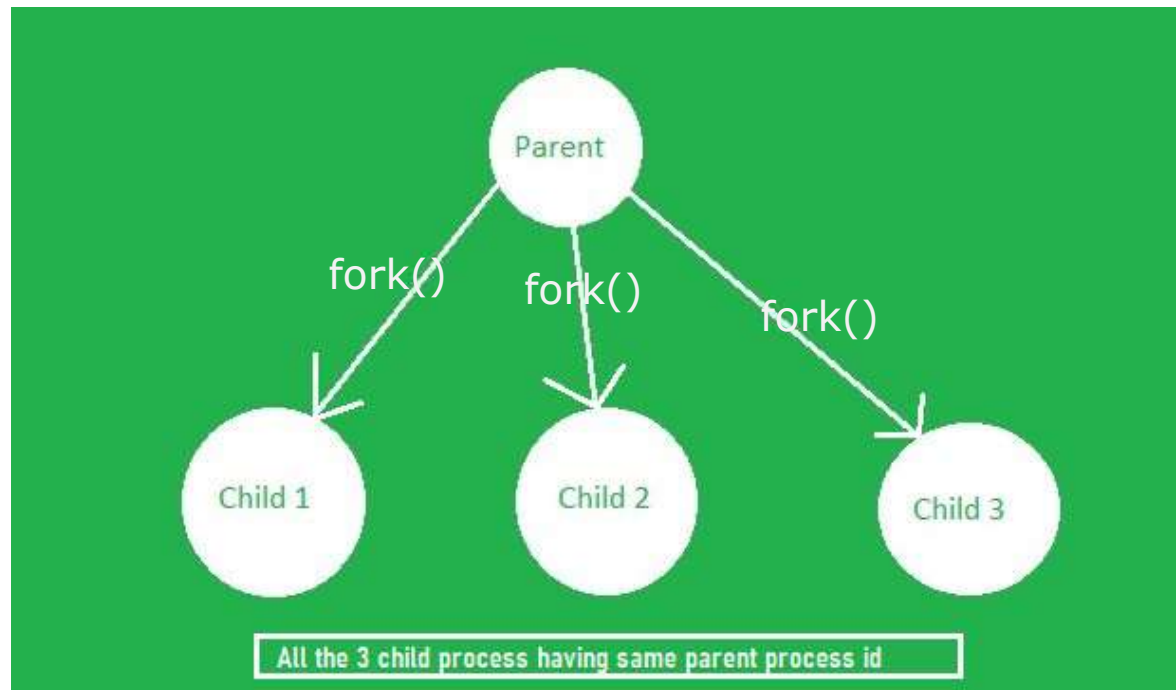 Parent
fork()
fork()
fork()
Child 1
Child 2
Child 3
All the 3 child process having same parent process id